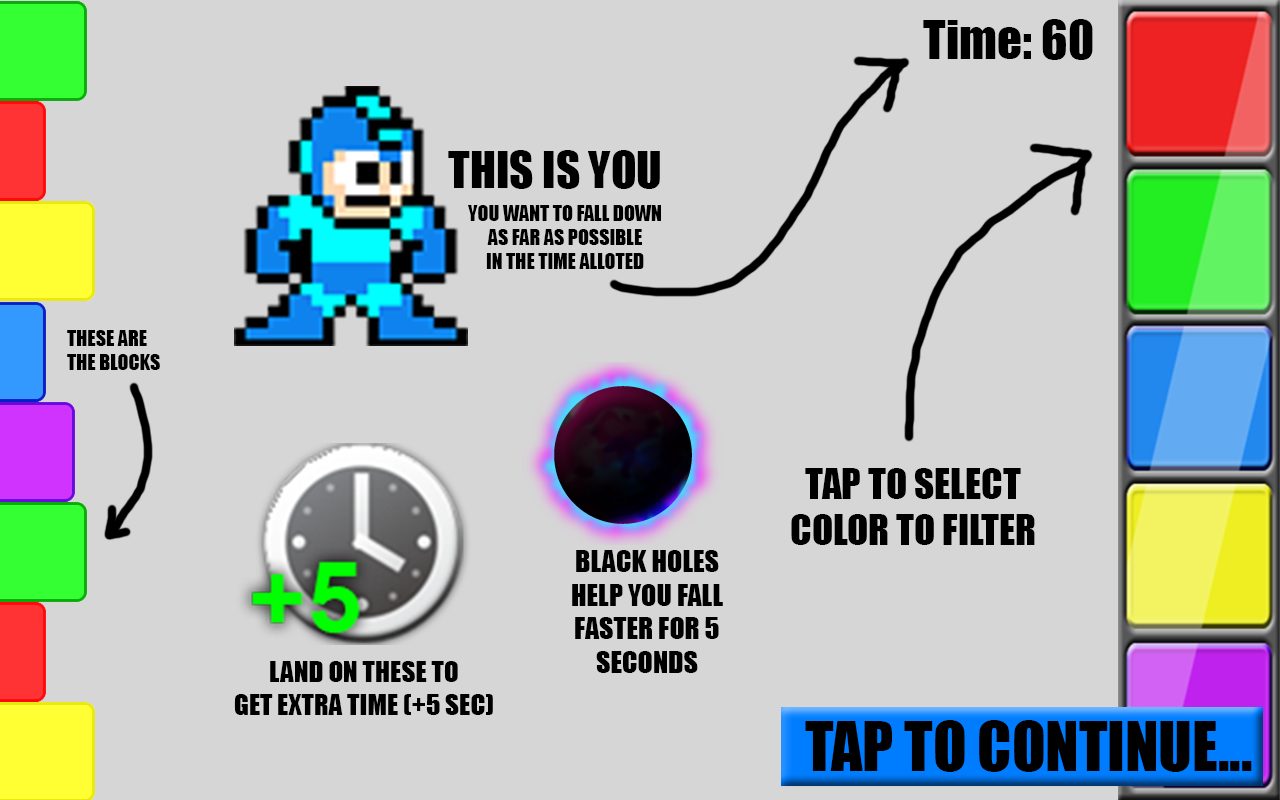 Time: 60
THIS IS YOU
YOU WANT TO FALL DOWN
AS FAR AS POSSIBLE
IN THE TIME ALLOTED
THESE ARE
THE BLOCKS
TAP TO SELECT
COLOR TO FILTER
+5
BLACK HOLES
HELP YOU FALL
FASTER FOR 5
SECONDS
LAND ON THESE TO
GET EXTRA TIME (+5 SEC)
TAP TO CONTINUE...